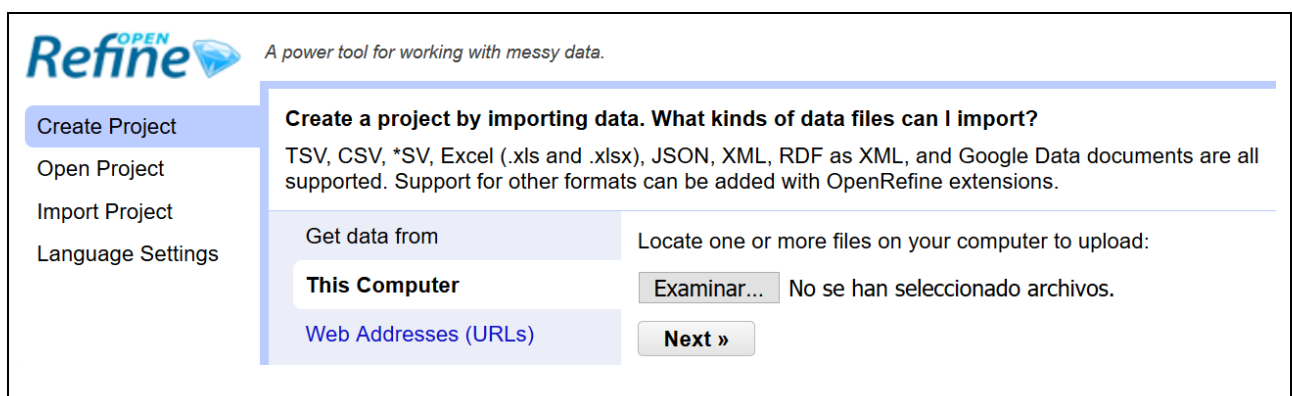 OPEN
Refine
A power tool for working with messy data.
Create Project
Open Project
Import Project
Language Settings
Create a project by importing data. What kinds of data files can I import?
TSV, CSV, *SV, Excel (.xls and .xlsx), JSON, XML, RDF as XML, and Google Data documents are all
supported. Support for other formats can be added with OpenRefine extensions.
Get data from
This Computer
Web Addresses (URLs)
Locate one or more files on your computer to upload:
Examinar... No se han seleccionado archivos.
Next »